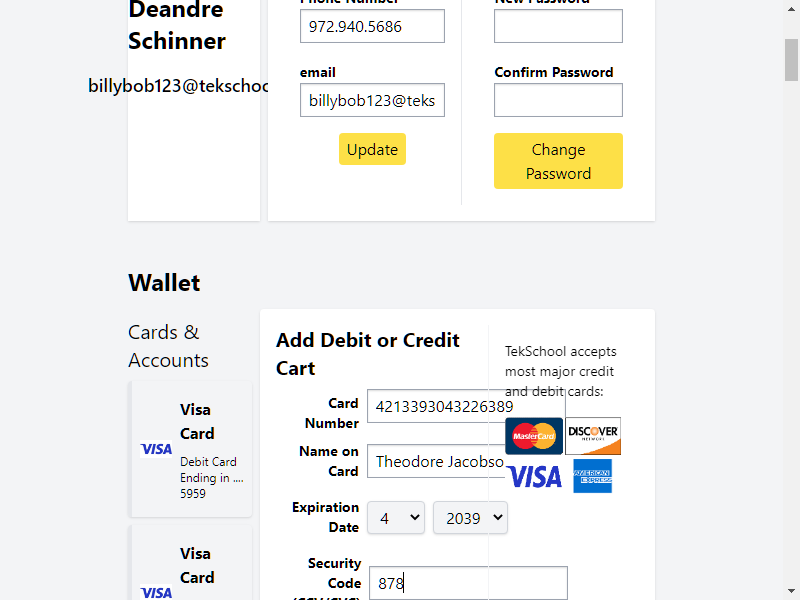 Deandre
Schinner
billybob123@tekschoo
Phone Number
972.940.5686
email
billybob123@teks
Update
New Password
Confirm Password
Change
Password
Wallet
Cards &
Accounts
Visa
Card
VISA
Debit Card
Ending in ....
5959
Visa
Card
VISA
Add Debit or Credit
Cart
Card
Number
4213393043226389
Name on
Card
Theodore Jacobso
Expiration
Date
4
2039
Security
Code
(CCV/CVC)
878
TekSchool accepts
most major credit
and debit cards:
MasterCard
DISCOVER
NETWORK
VISA
AMERICAN
EXPRESS